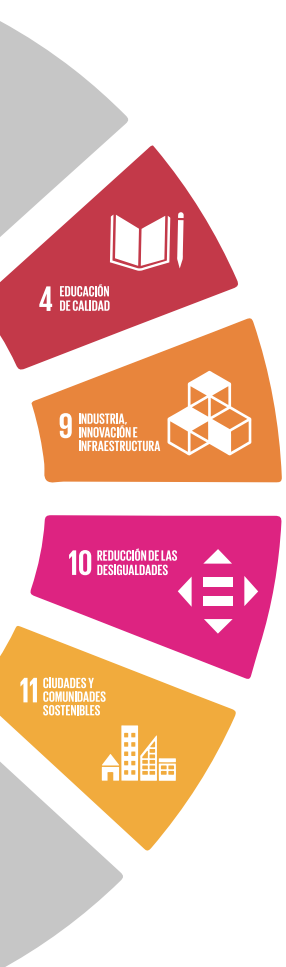 4 EDUCACIÓN
DE CALIDAD
9 INDUSTRIA,
INNOVACIÓN E
INFRAESTRUCTURA
10 REDUCCIÓN DE LAS
DESIGUALDADES
11 CIUDADES Y
COMUNIDADES
SOSTENIBLES